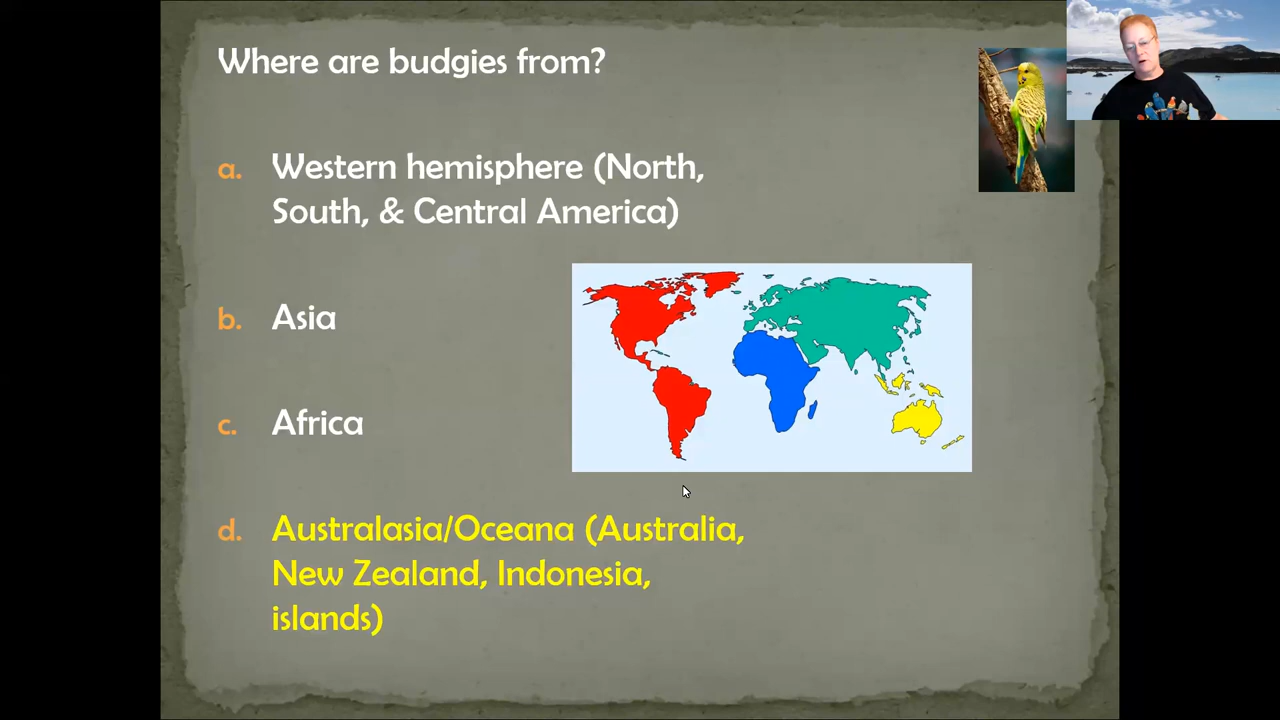 Where are budgies from?
a. Western hemisphere (North,
South, & Central America)
b. Asia
c. Africa
d. Australasia/Oceana (Australia,
New Zealand, Indonesia,
islands)